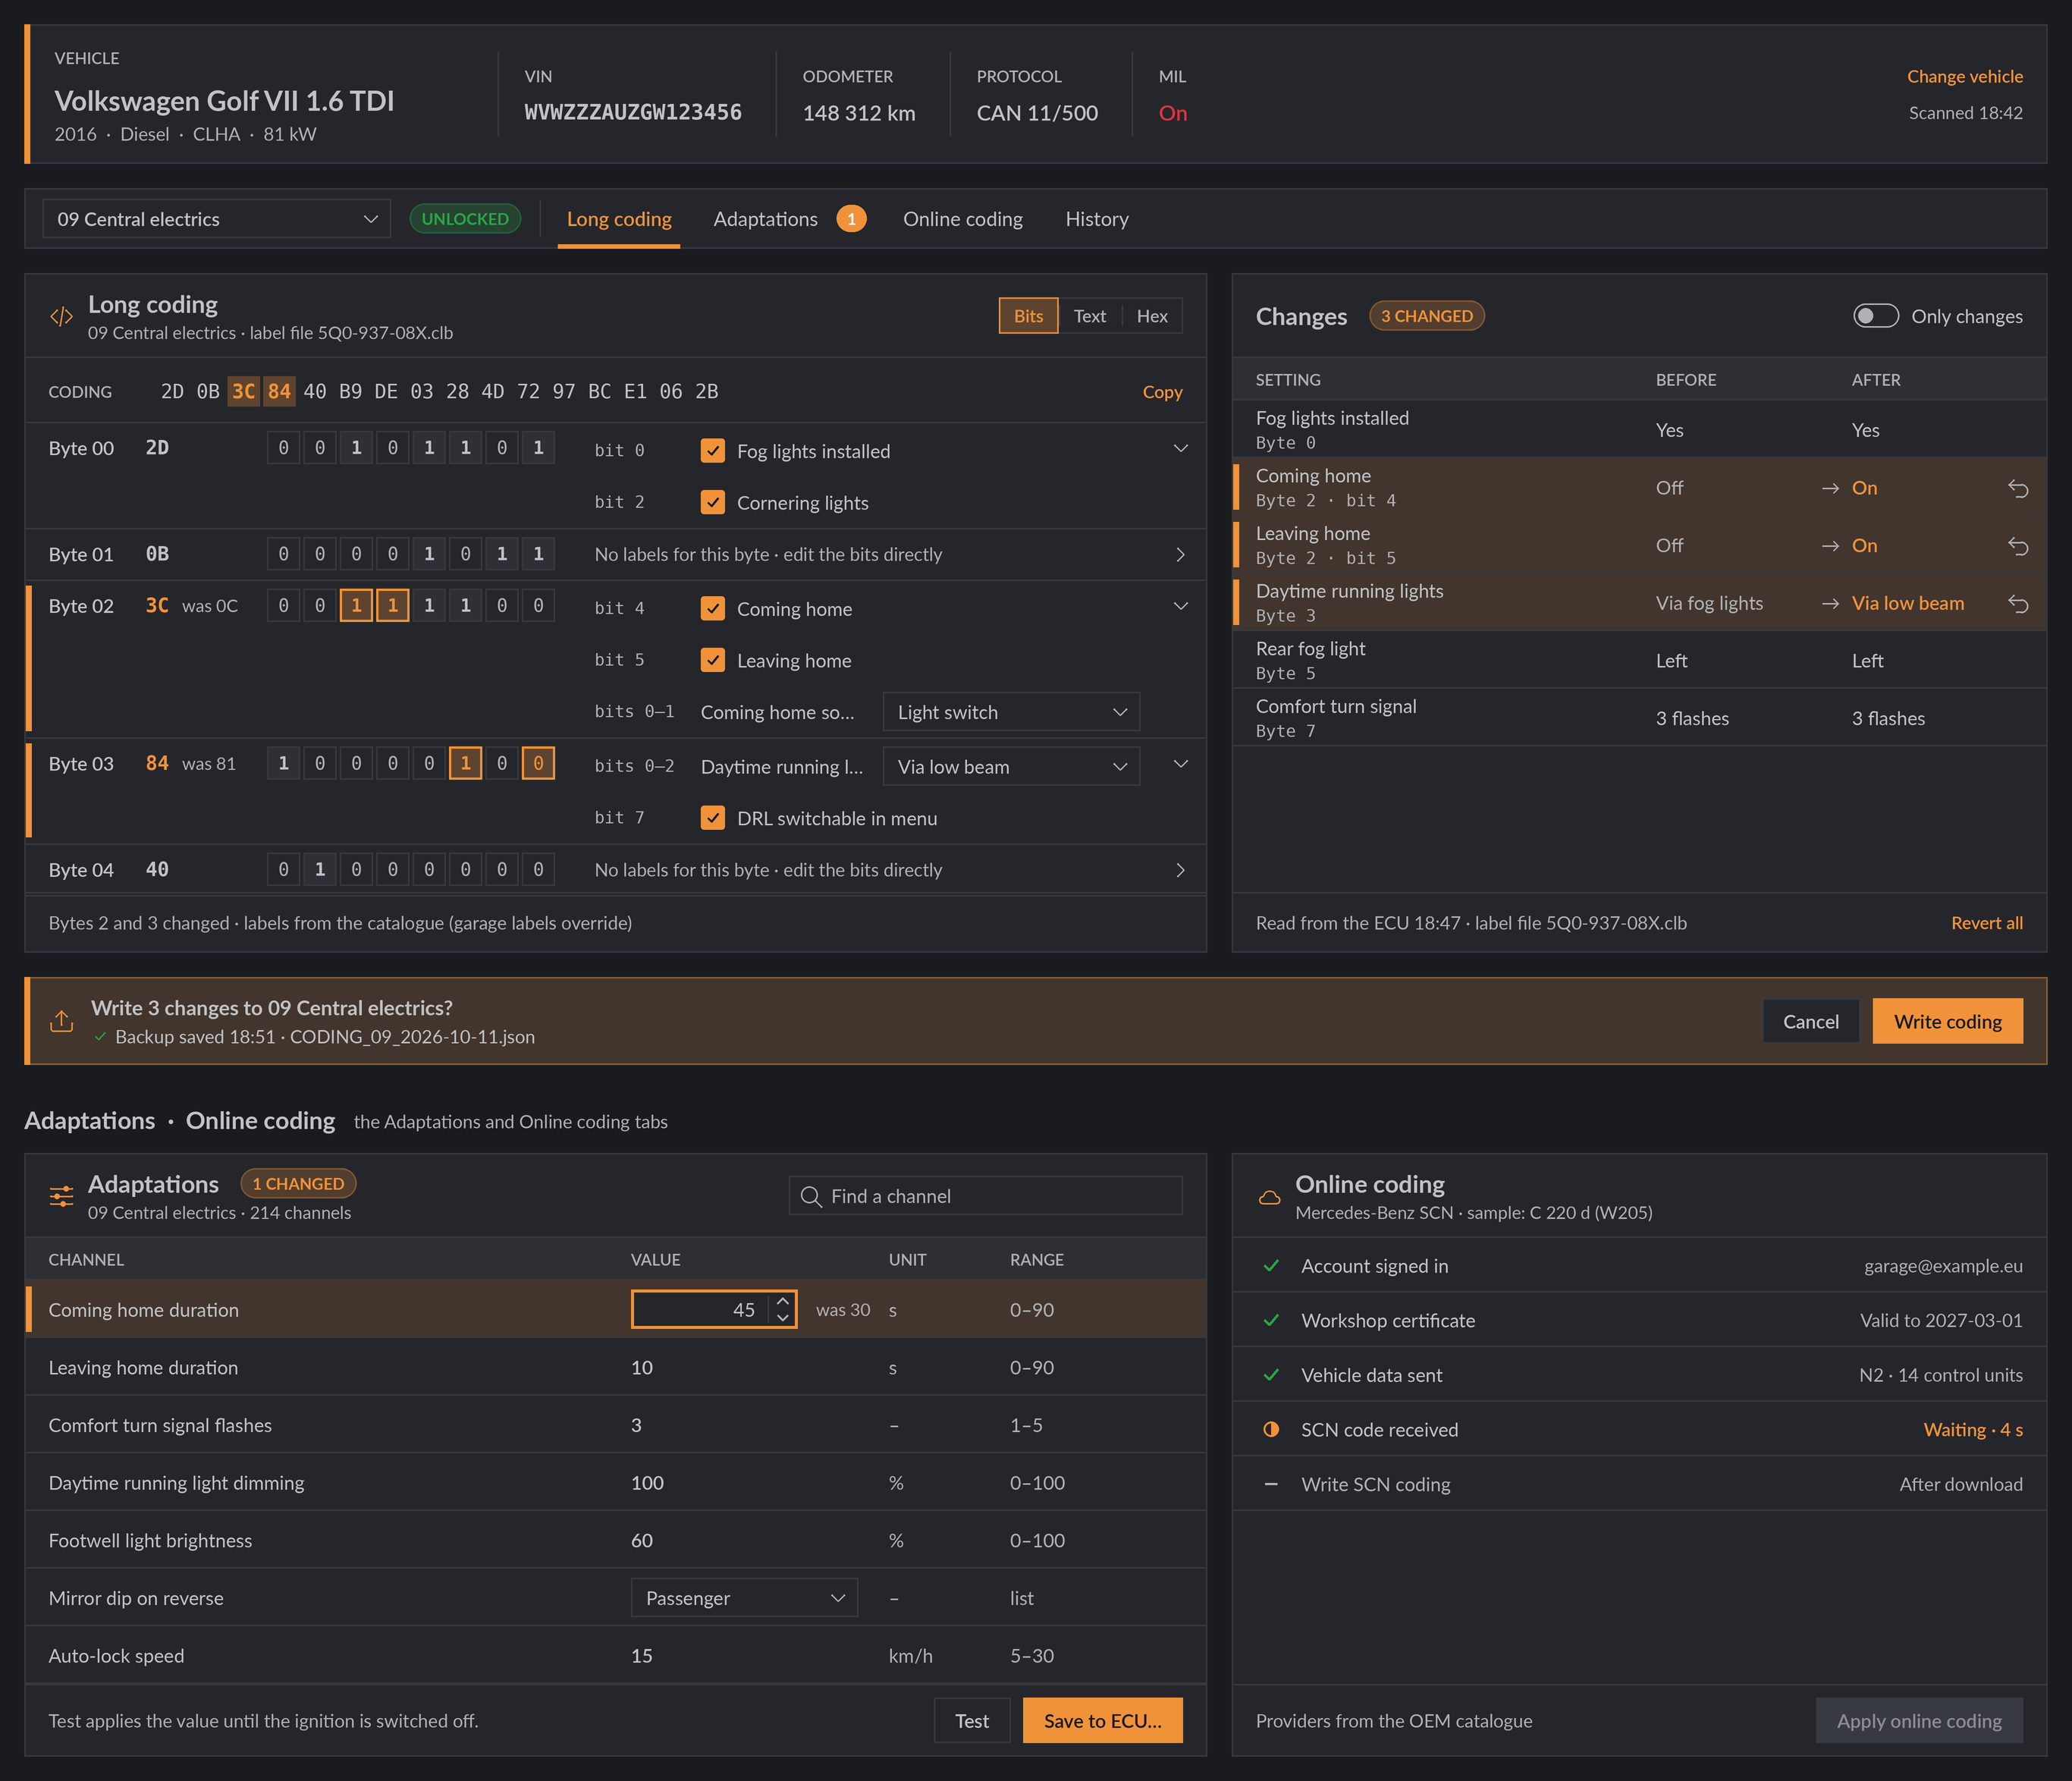 VEHICLE
Volkswagen Golf VII 1.6 TDI
2016 · Diesel · CLHA · 81 kW
VIN
WVWZZZAUZGW123456
ODOMETER
148 312 km
PROTOCOL
CAN 11/500
MIL
On
Change vehicle
Scanned 18:42
09 Central electrics
UNLOCKED
Long coding
Adaptations 1
Online coding
History
Long coding
09 Central electrics · label file 5Q0-937-08X.clb
Bits Text Hex
CODING 2D 0B 3C 84 40 B9 DE 03 28 4D 72 97 BC E1 06 2B Copy
Byte 00 2D 0 0 1 0 1 1 0 1 bit 0 Fog lights installed
bit 2 Cornering lights
Byte 01 0B 0 0 0 0 1 0 1 1 No labels for this byte · edit the bits directly
Byte 02 3C was 0C 0 0 1 1 1 1 0 0 bit 4 Coming home
bit 5 Leaving home
bits 0–1 Coming home so... Light switch
Byte 03 84 was 81 1 0 0 0 0 1 0 0 bits 0–2 Daytime running l... Via low beam
bit 7 DRL switchable in menu
Byte 04 40 0 1 0 0 0 0 0 0 No labels for this byte · edit the bits directly
Bytes 2 and 3 changed · labels from the catalogue (garage labels override)
Changes 3 CHANGED Only changes
SETTING BEFORE AFTER
Fog lights installed
Byte 0
Yes Yes
Coming home
Byte 2 · bit 4
Off → On
Leaving home
Byte 2 · bit 5
Off → On
Daytime running lights
Byte 3
Via fog lights → Via low beam
Rear fog light
Byte 5
Left Left
Comfort turn signal
Byte 7
3 flashes 3 flashes
Read from the ECU 18:47 · label file 5Q0-937-08X.clb Revert all
Write 3 changes to 09 Central electrics?
Backup saved 18:51 · CODING_09_2026-10-11.json
Cancel Write coding
Adaptations · Online coding the Adaptations and Online coding tabs
Adaptations 1 CHANGED
09 Central electrics · 214 channels
Find a channel
CHANNEL VALUE UNIT RANGE
Coming home duration 45 was 30 s 0–90
Leaving home duration 10 s 0–90
Comfort turn signal flashes 3 – 1–5
Daytime running light dimming 100 % 0–100
Footwell light brightness 60 % 0–100
Mirror dip on reverse Passenger – list
Auto-lock speed 15 km/h 5–30
Test applies the value until the ignition is switched off. Test Save to ECU...
Online coding
Mercedes-Benz SCN · sample: C 220 d (W205)
Account signed in garage@example.eu
Workshop certificate Valid to 2027-03-01
Vehicle data sent N2 · 14 control units
SCN code received Waiting · 4 s
Write SCN coding After download
Providers from the OEM catalogue Apply online coding